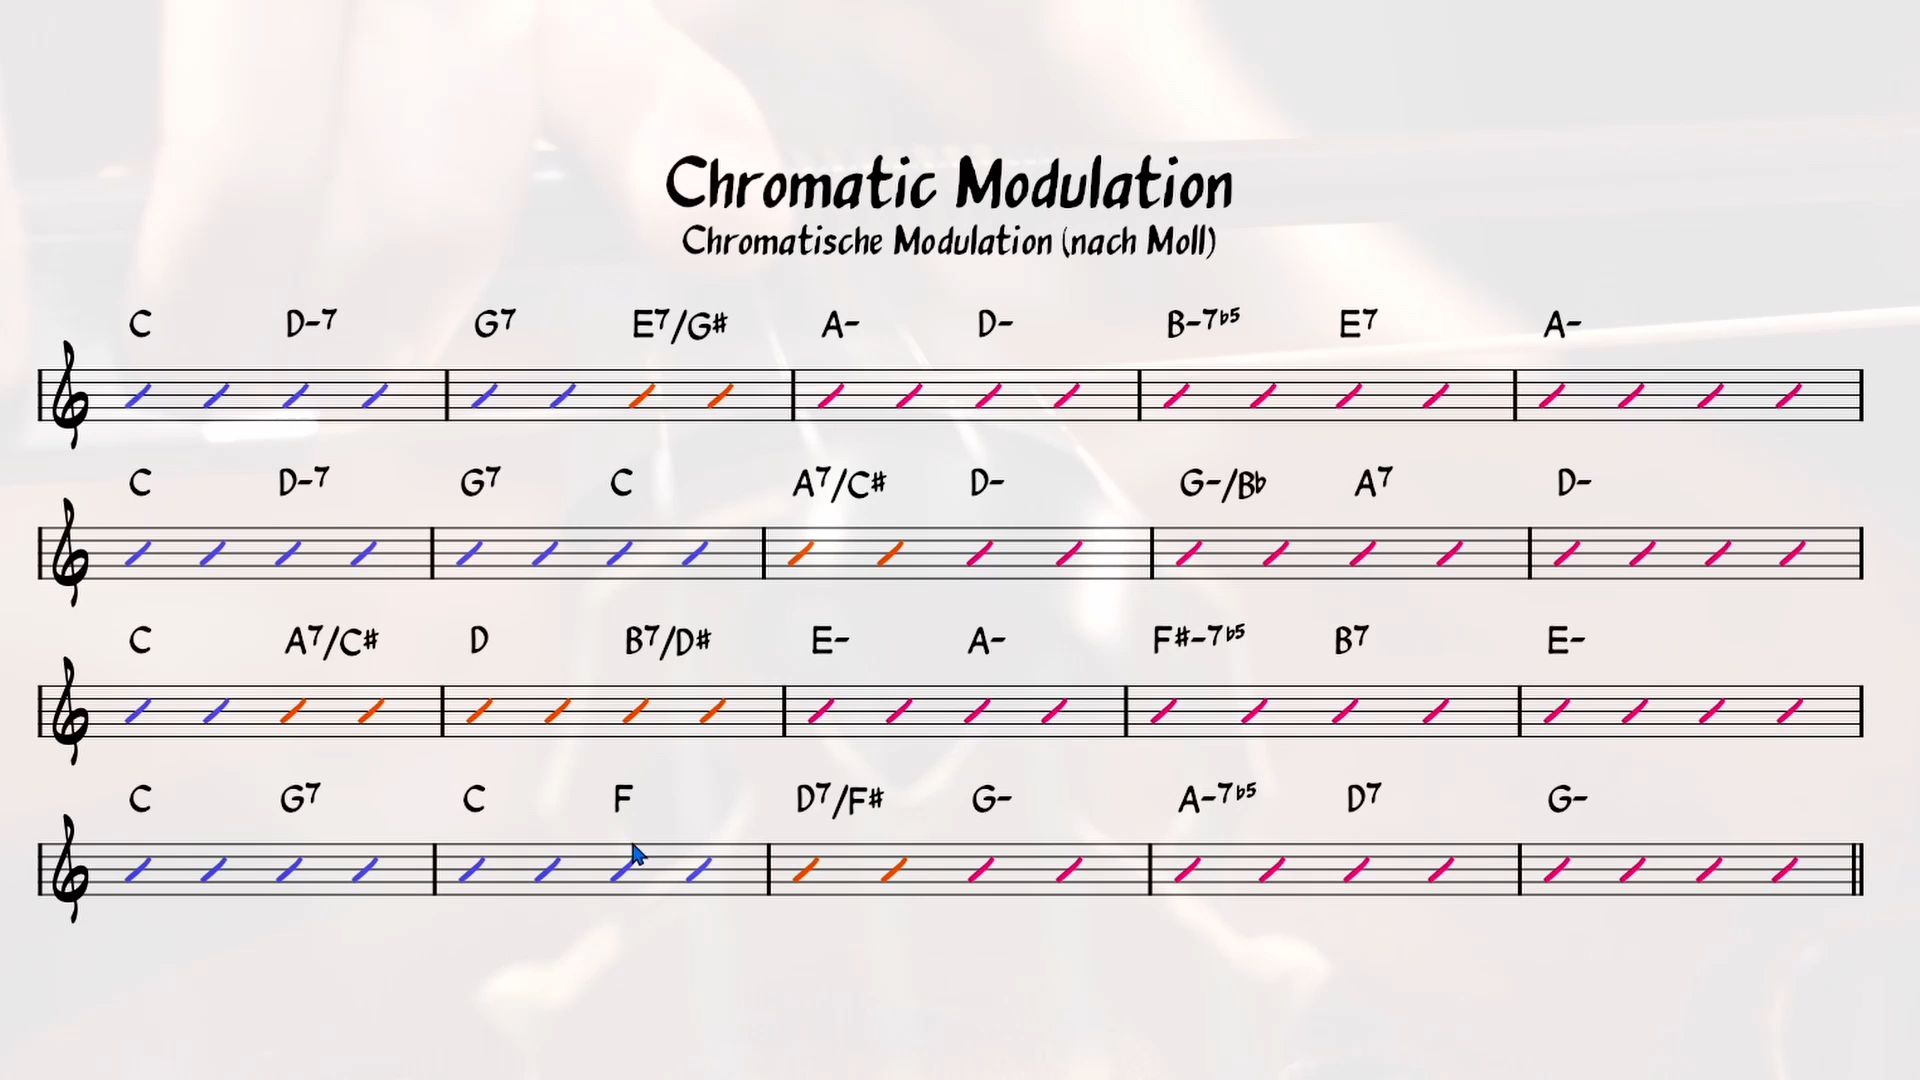 Chromatic Modulation
Chromatische Modulation (nach Moll)
C D-7 G7 E7/G# A- D- B-7b5 E7 A-
C D-7 G7 C A7/C# D- G-/Bb A7 D-
C A7/C# D B7/D# E- A- F#-7b5 B7 E-
C G7 C F D7/F# G- A-7b5 D7 G-